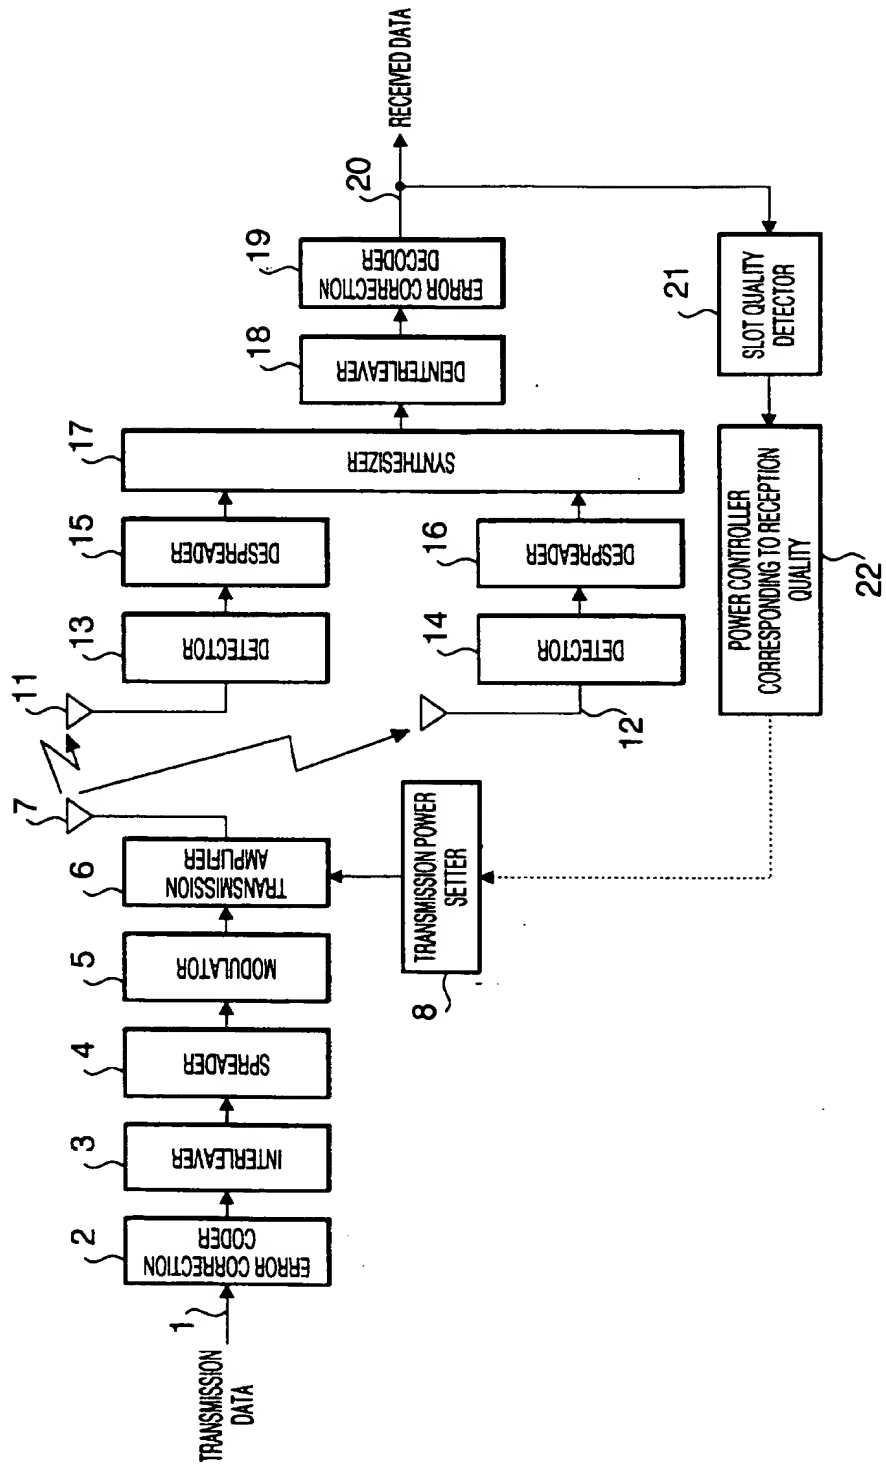 TRANSMISSION
DATA
1
2
ERROR CORRECTION
CODER
3
INTERLEAVER
4
SPREADER
5
MODULATOR
6
TRANSMISSION
AMPLIFIER
7
8
TRANSMISSION POWER
SETTER
11
13
DETECTOR
15
DESPREADER
12
14
DETECTOR
16
DESPREADER
17
SYNTHESIZER
18
DEINTERLEAVER
19
ERROR CORRECTION
DECODER
20
RECEIVED DATA
21
SLOT QUALITY
DETECTOR
POWER CONTROLLER
CORRESPONDING TO RECEPTION
QUALITY
22